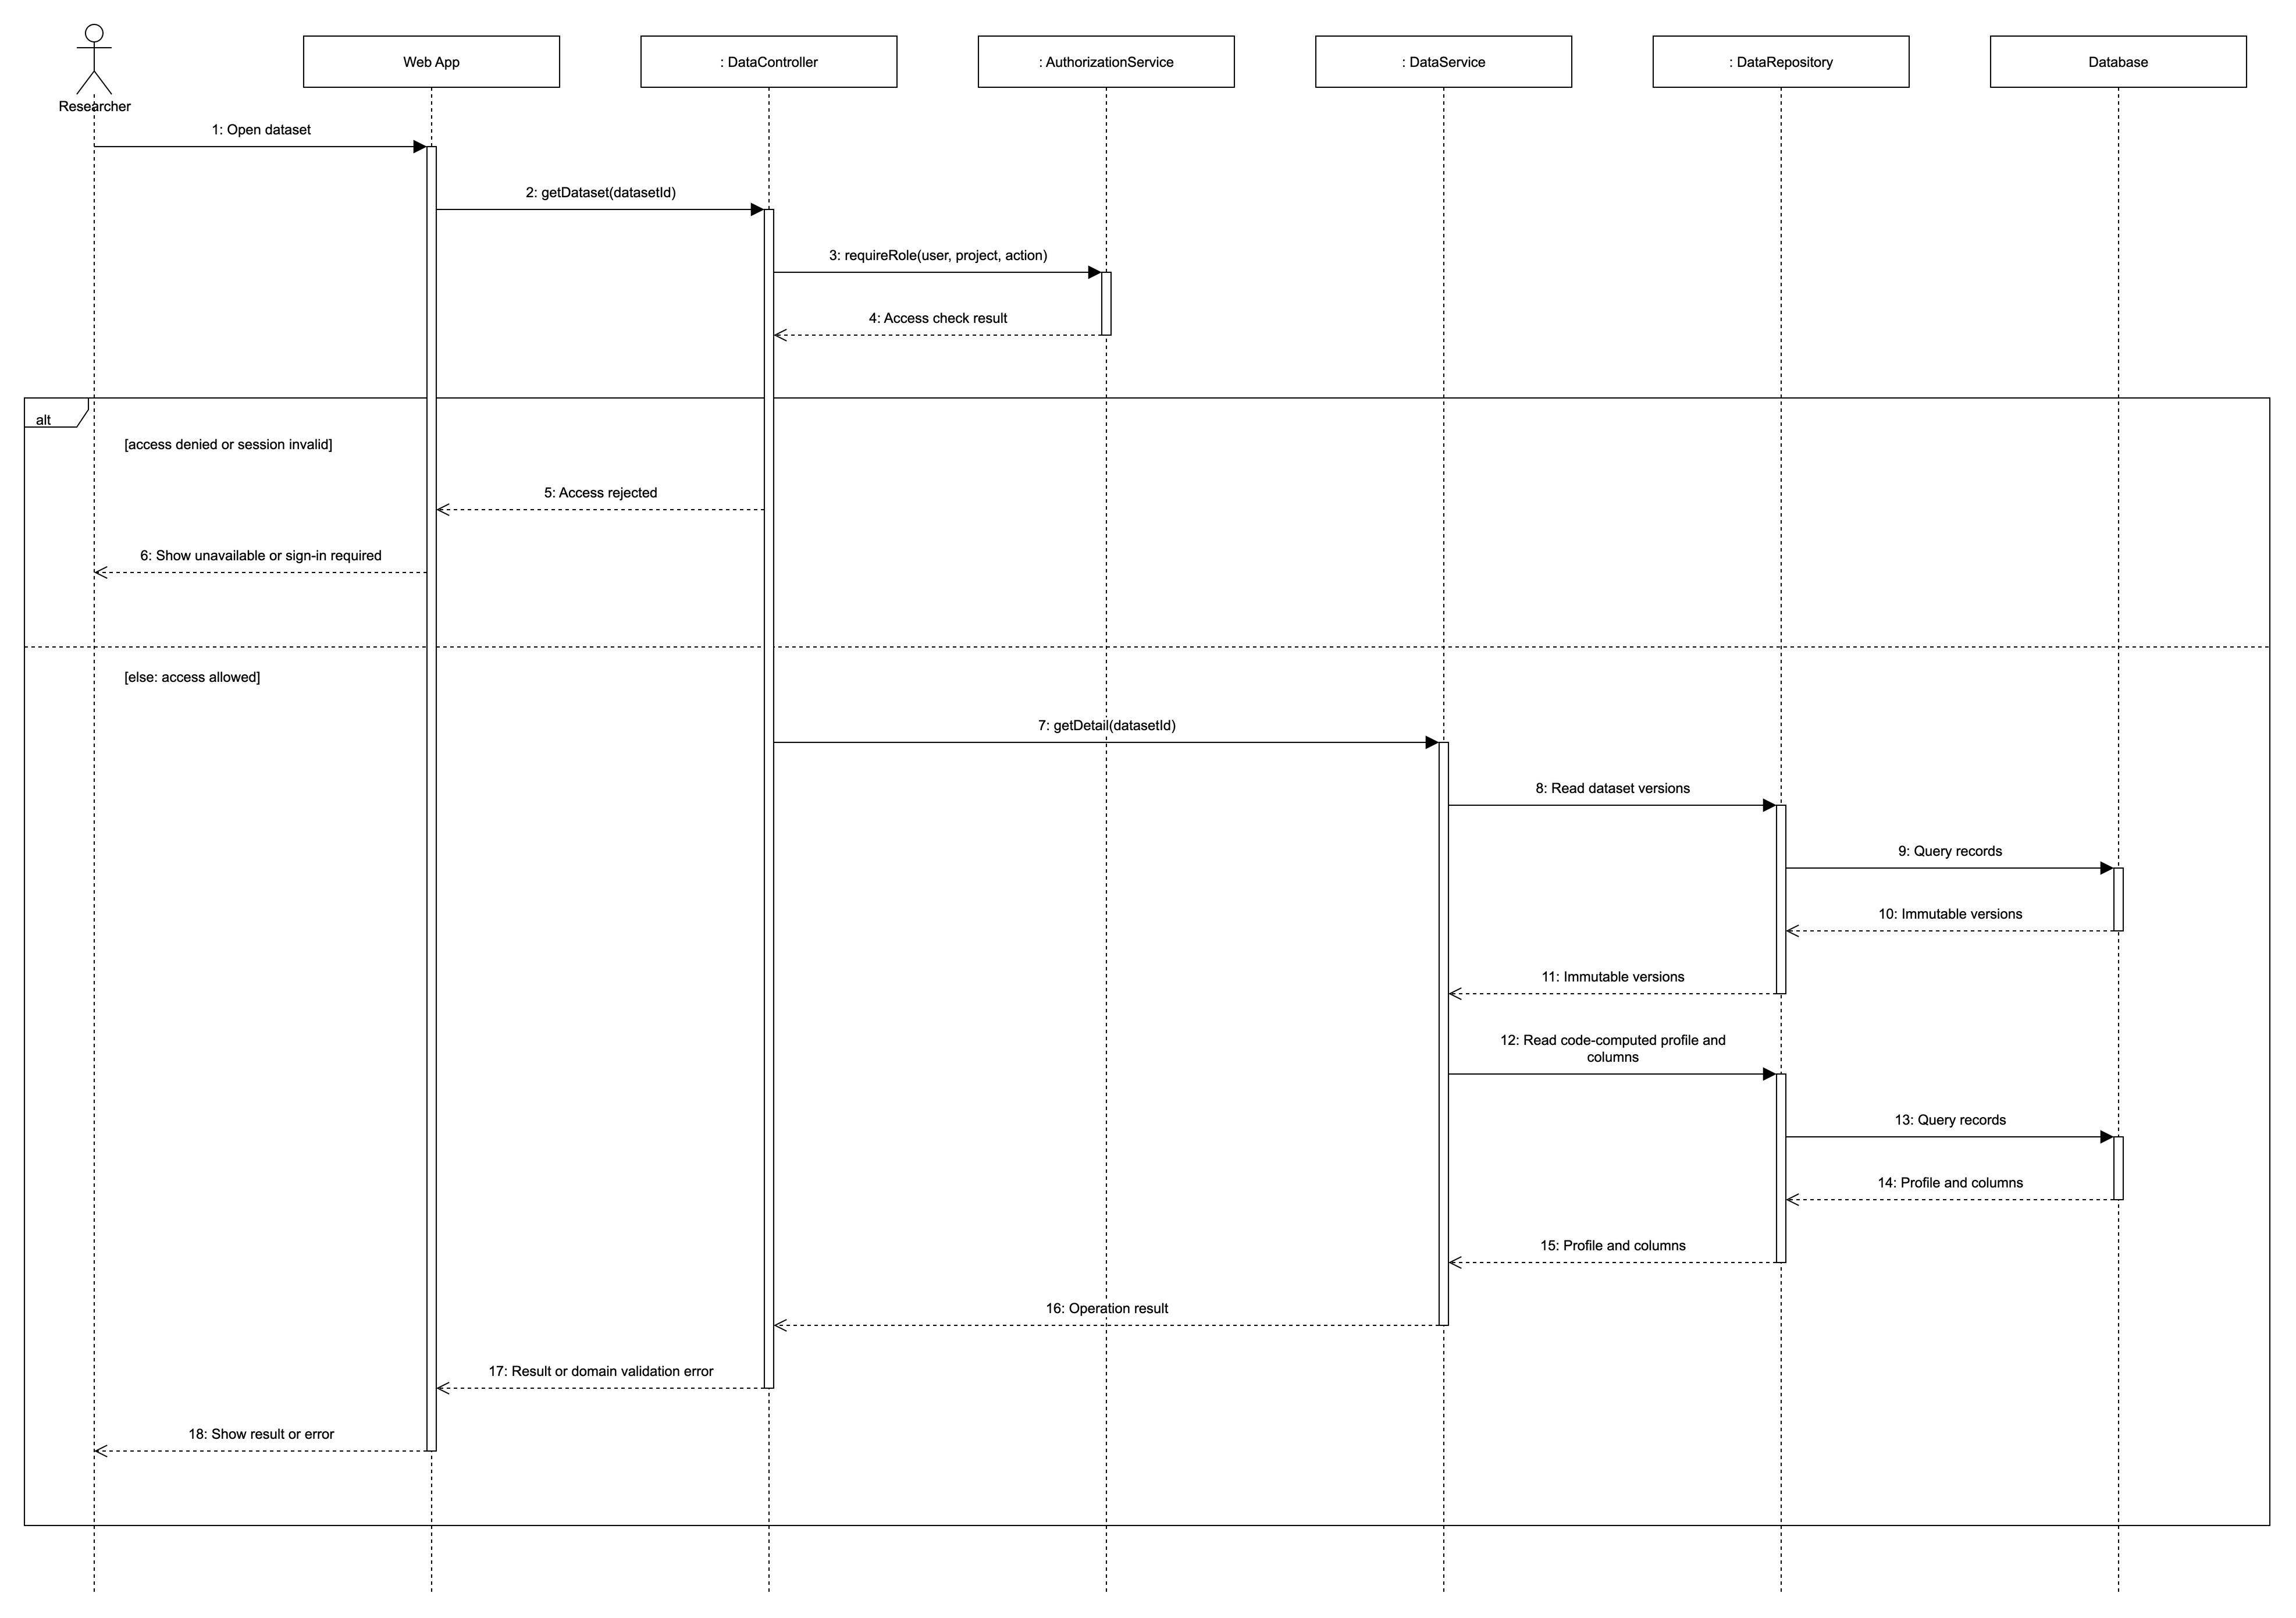 Researcher
Web App
: DataController
: AuthorizationService
: DataService
: DataRepository
Database
1: Open dataset
2: getDataset(datasetId)
3: requireRole(user, project, action)
4: Access check result
alt
[access denied or session invalid]
5: Access rejected
6: Show unavailable or sign-in required
[else: access allowed]
7: getDetail(datasetId)
8: Read dataset versions
9: Query records
10: Immutable versions
11: Immutable versions
12: Read code-computed profile and
columns
13: Query records
14: Profile and columns
15: Profile and columns
16: Operation result
17: Result or domain validation error
18: Show result or error